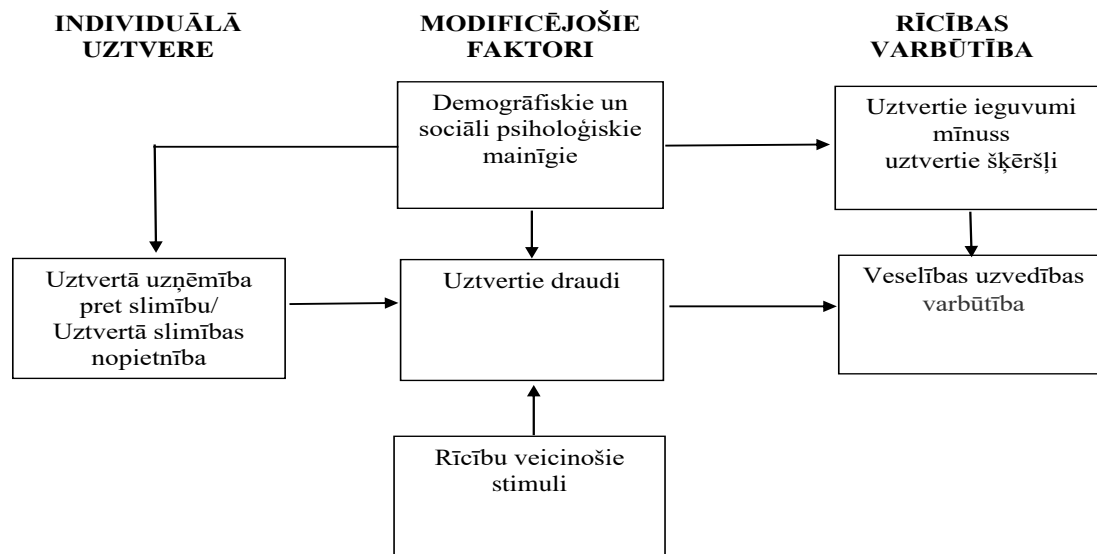 INDIVIDUĀLĀ
UZTVERE
MODIFICĒJOŠIE
FAKTORI
RĪCĪBAS
VARBŪTĪBA
Demogrāfiskie un
sociāli psiholoģiskie
mainīgie
Uztvertie ieguvumi
mīnuss
uztvertie šķēršļi
Uztvertā uzņēmība
pret slimību/
Uztvertā slimības
nopietnība
Uztvertie draudi
Veselības uzvedības
varbūtība
Rīcību veicinošie
stimuli